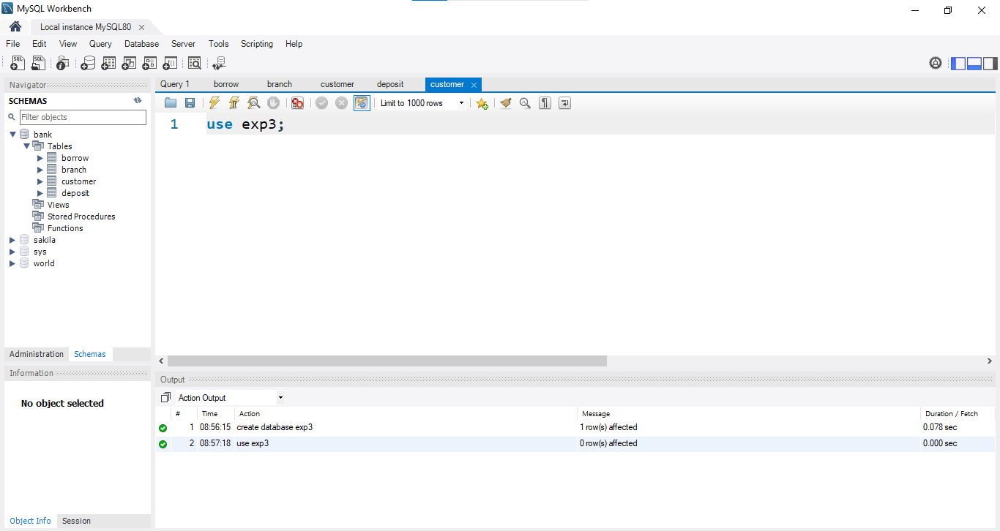 MySQL Workbench
Local instance MySQL80
File Edit View Query Database Server Tools Scripting Help
Navigator
SCHEMAS
Filter objects
bank
Tables
borrow
branch
customer
deposit
Views
Stored Procedures
Functions
sakila
sys
world
Administration Schemas
Information
No object selected
Object Info Session
Query 1 borrow branch customer deposit customer
Limit to 1000 rows
1 use exp3;
Output
Action Output
# Time Action Message Duration / Fetch
1 08:56:15 create database exp3 1 row(s) affected 0.078 sec
2 08:57:18 use exp3 0 row(s) affected 0.000 sec